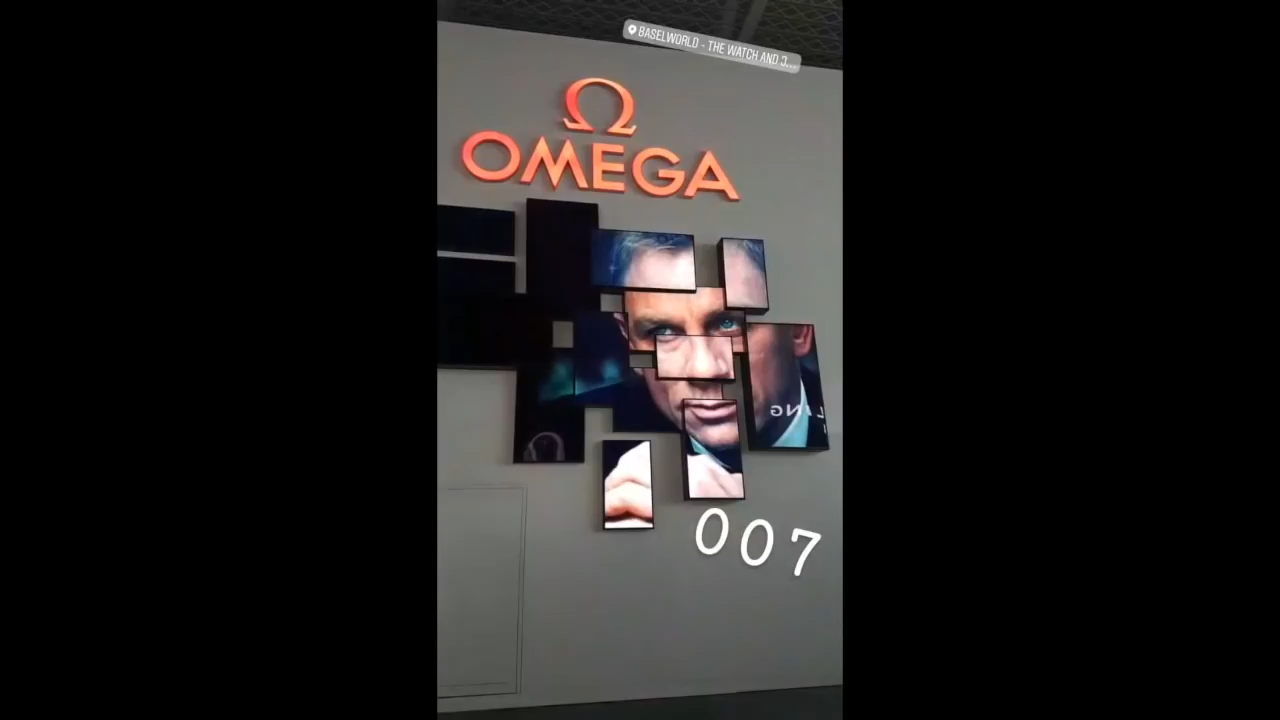 BASELWORLD - THE WATCH AND J...
Ω
OMEGA
007